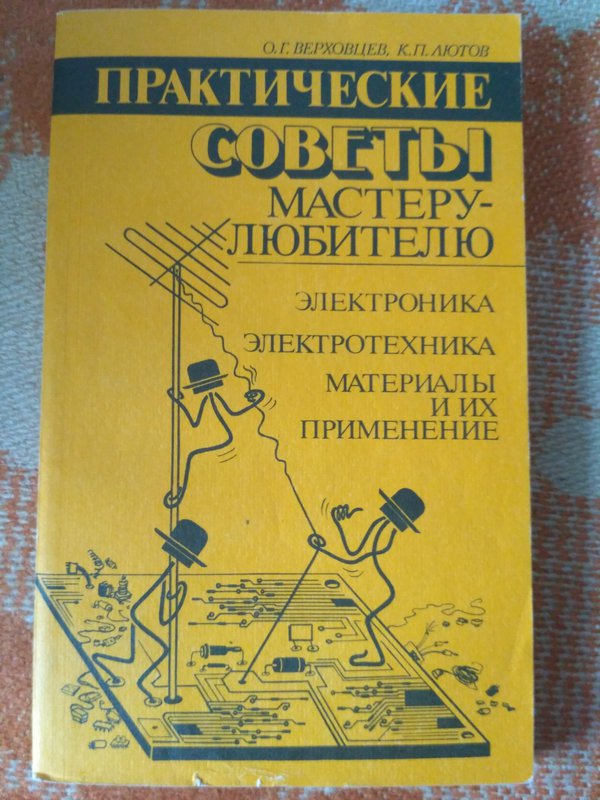 О.Г. ВЕРХОВЦЕВ, К.П. ЛЮТОВ
ПРАКТИЧЕСКИЕ
СОВЕТЫ
МАСТЕРУ-
ЛЮБИТЕЛЮ
ЭЛЕКТРОНИКА
ЭЛЕКТРОТЕХНИКА
МАТЕРИАЛЫ
И ИХ
ПРИМЕНЕНИЕ